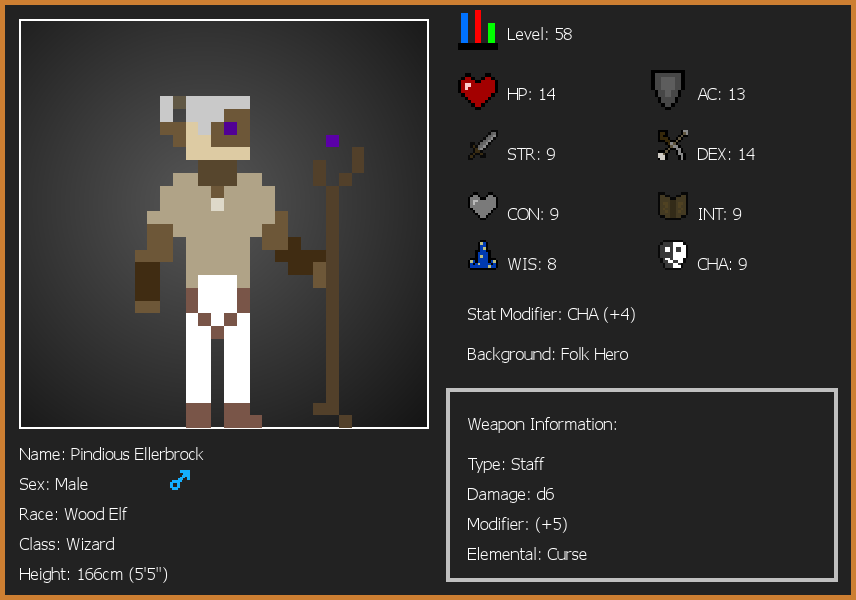 Level: 58
HP: 14
AC: 13
STR: 9
DEX: 14
CON: 9
INT: 9
WIS: 8
CHA: 9
Stat Modifier: CHA (+4)
Background: Folk Hero
Weapon Information:
Type: Staff
Damage: d6
Modifier: (+5)
Elemental: Curse
Name: Pindious Ellerbrock
Sex: Male
Race: Wood Elf
Class: Wizard
Height: 166cm (5'5")